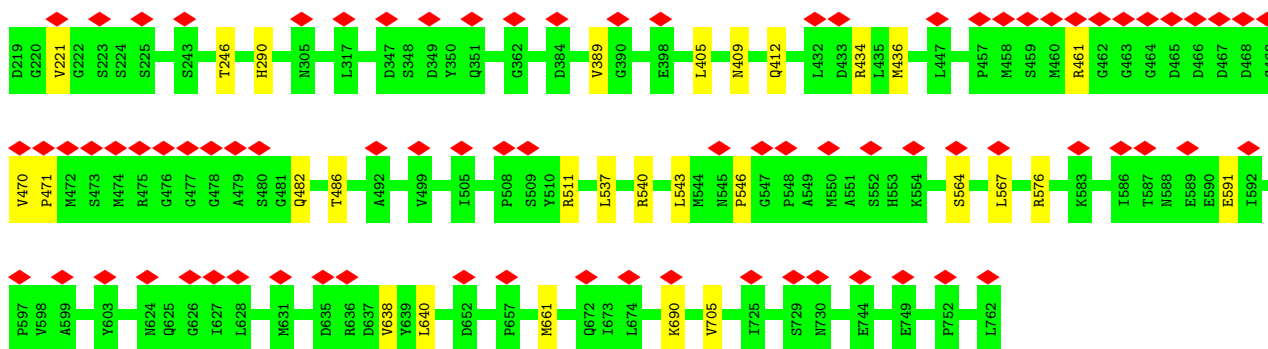 D219 G220 V221 G222 S223 S224 S225 S243 T246 H290 N305 L317 D347 S348 D349 Y350 Q351 G362 D384 V389 G390 E398 L405 N409 Q412 L432 D433 R434 L435 M436 L447 P457 M458 S459 M460 R461 G462 G463 G464 D465 D466 D467 D468
V470 P471 M472 S473 M474 R475 G476 G477 G478 A479 S480 G481 Q482 T486 A492 V499 I505 P508 S509 Y510 R511 L537 R540 L543 M544 N545 P546 G547 P548 A549 M550 A551 S552 H553 K554 S564 L567 R576 K583 I586 T587 N588 E589 E590 E591 I592
P597 V598 A599 Y603 N624 Q625 G626 I627 L628 M631 D635 R636 D637 V638 Y639 L640 D652 P657 M661 Q672 I673 L674 K690 V705 I725 S729 N730 E744 E749 P752 L762